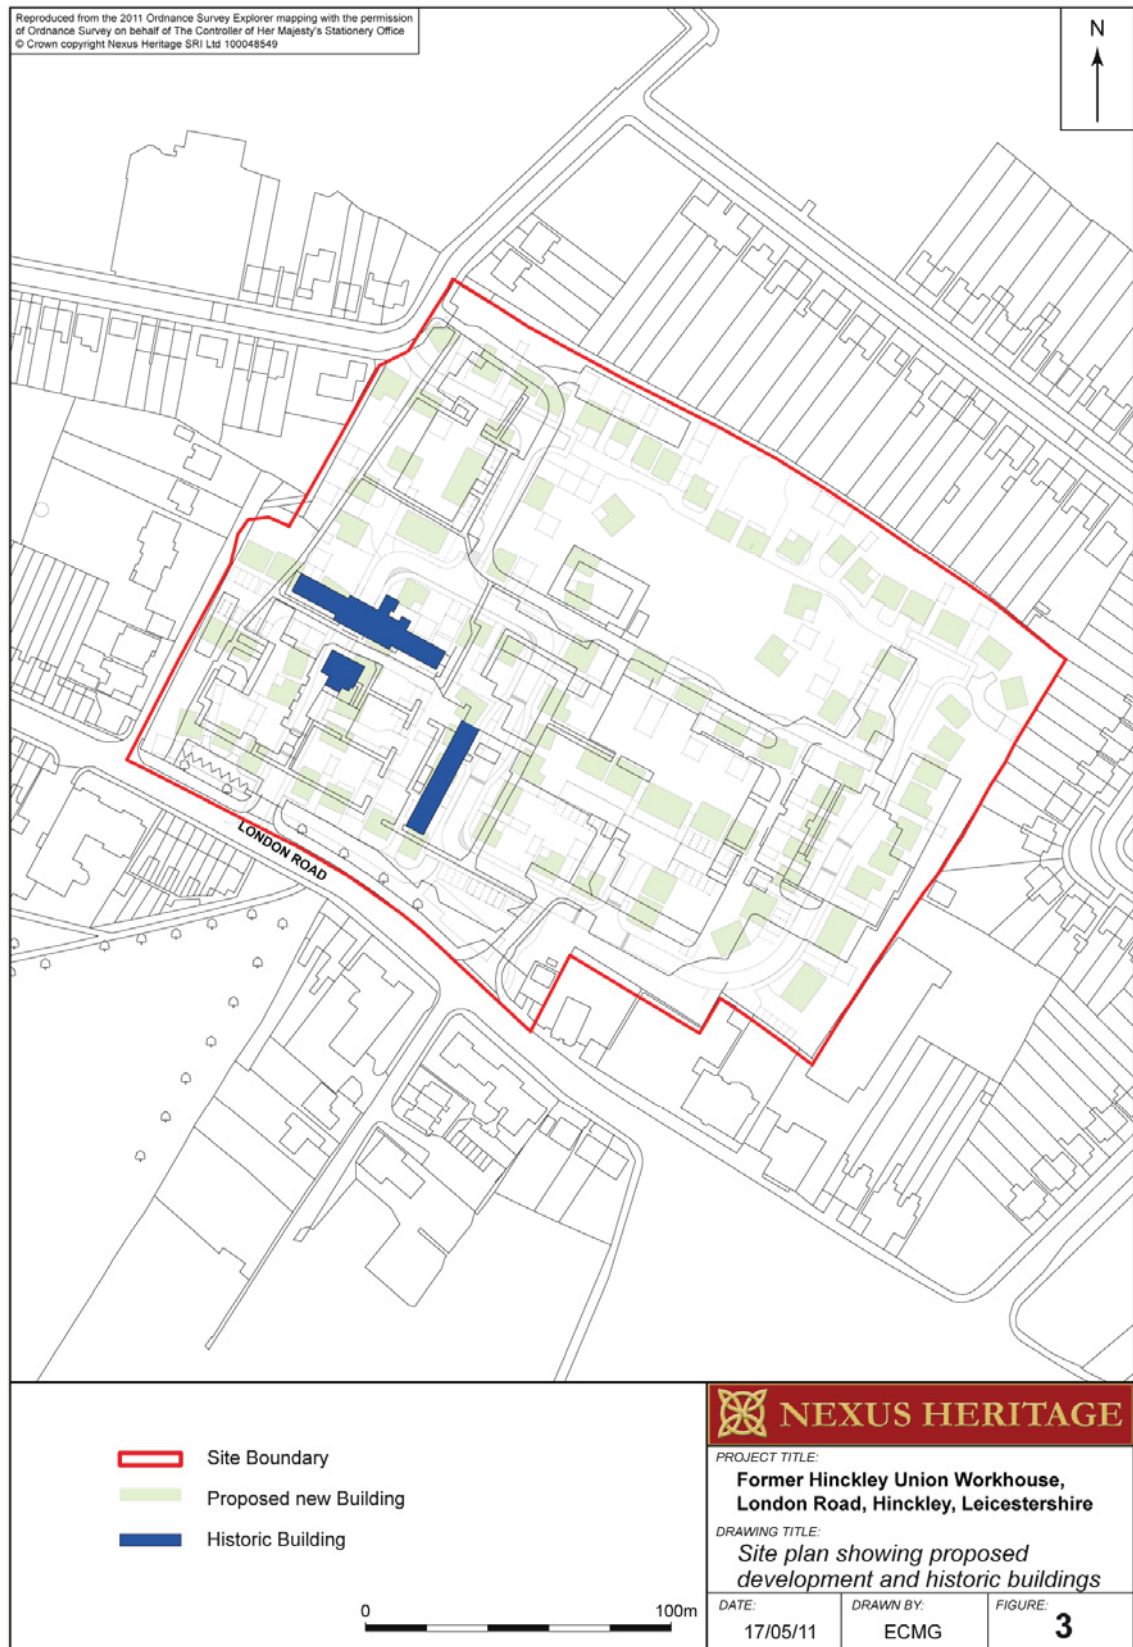 Reproduced from the 2011 Ordnance Survey Explorer mapping with the permission
of Ordnance Survey on behalf of The Controller of Her Majesty's Stationery Office
© Crown copyright Nexus Heritage SRI Ltd 100048549
N
LONDON ROAD
Site Boundary
Proposed new Building
Historic Building
0 100m
NEXUS HERITAGE
PROJECT TITLE:
Former Hinckley Union Workhouse,
London Road, Hinckley, Leicestershire
DRAWING TITLE:
Site plan showing proposed
development and historic buildings
DATE: DRAWN BY: FIGURE:
17/05/11 ECMG 3